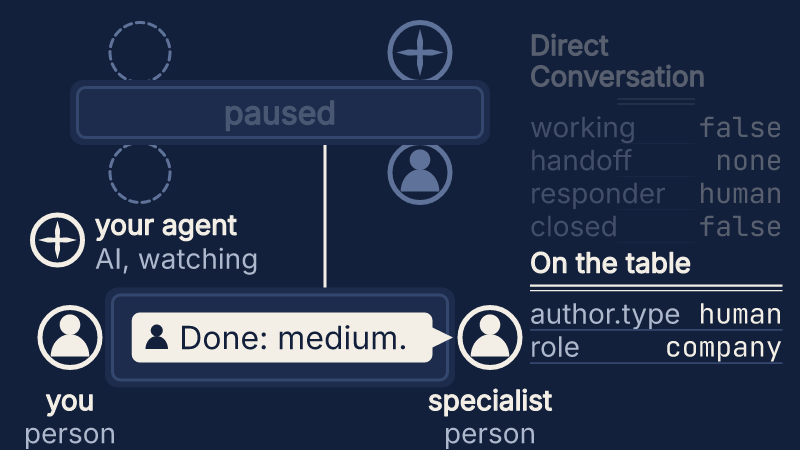 paused
your agent
AI, watching
Done: medium.
you
person
specialist
person
Direct
Conversation
working false
handoff none
responder human
closed false
On the table
author.type human
role company